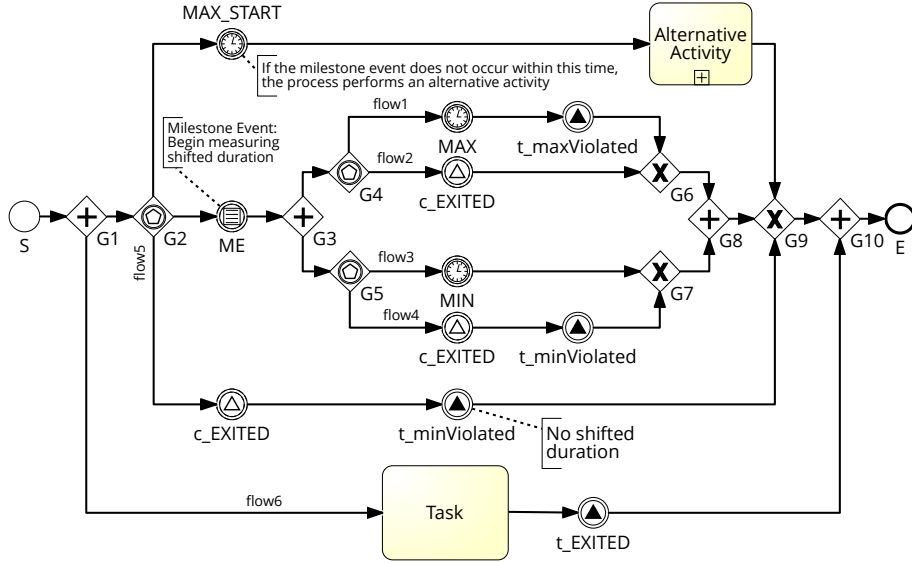 MAX_START
Alternative
Activity
If the milestone event does not occur within this time,
the process performs an alternative activity
flow1
MAX
t_maxViolated
Milestone Event:
Begin measuring
shifted duration
flow2
G4
c_EXITED
G6
S
G1
G2
ME
G3
G8
G9
G10
E
flow5
flow3
G5
MIN
G7
flow4
c_EXITED
t_minViolated
c_EXITED
t_minViolated
No shifted
duration
flow6
Task
t_EXITED